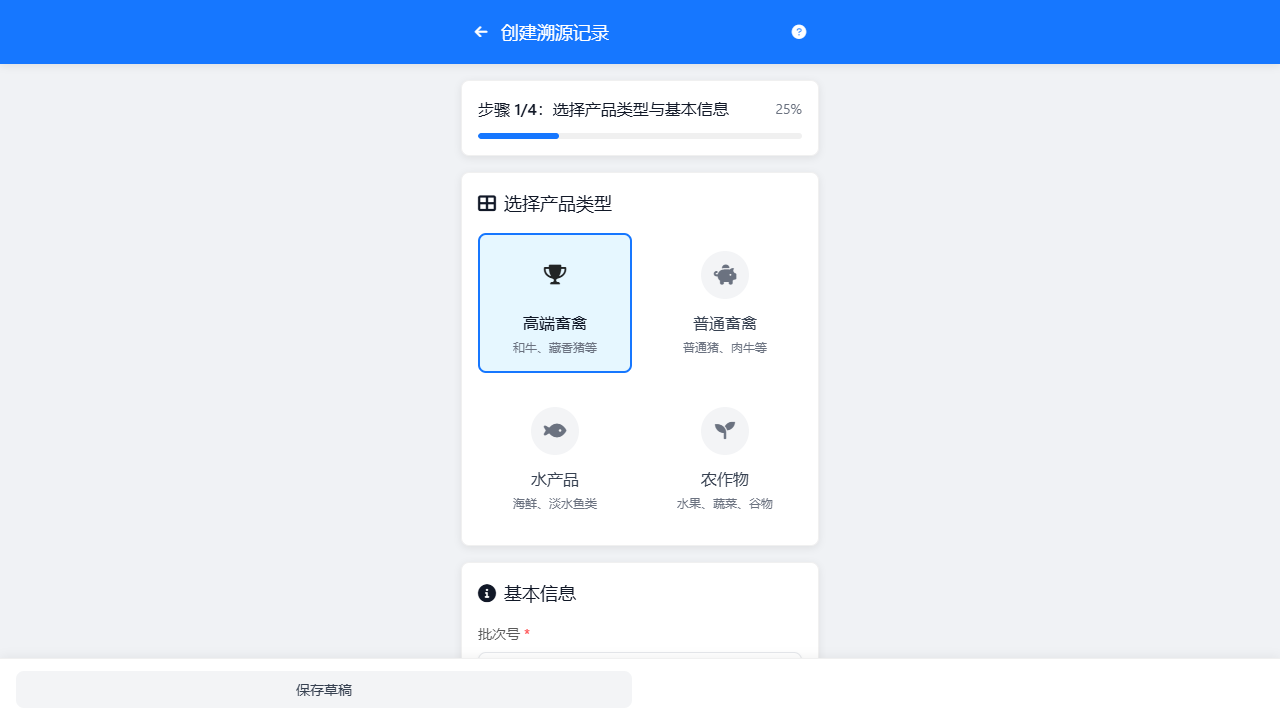 创建溯源记录
步骤 1/4：选择产品类型与基本信息 25%
选择产品类型
高端畜禽
和牛、藏香猪等
普通畜禽
普通猪、肉牛等
水产品
海鲜、淡水鱼类
农作物
水果、蔬菜、谷物
基本信息
批次号 *
保存草稿